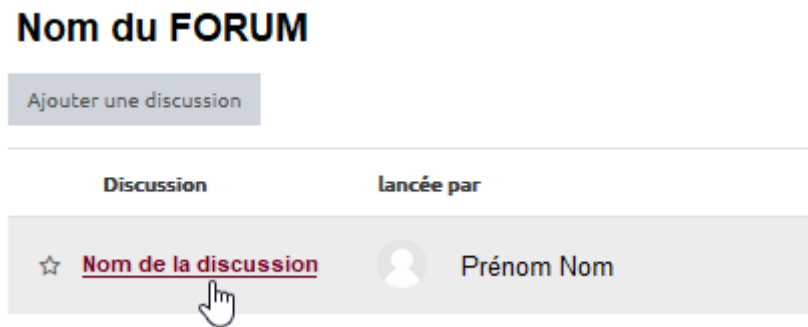 Nom du FORUM
Ajouter une discussion
Discussion lancée par
Nom de la discussion Prénom Nom